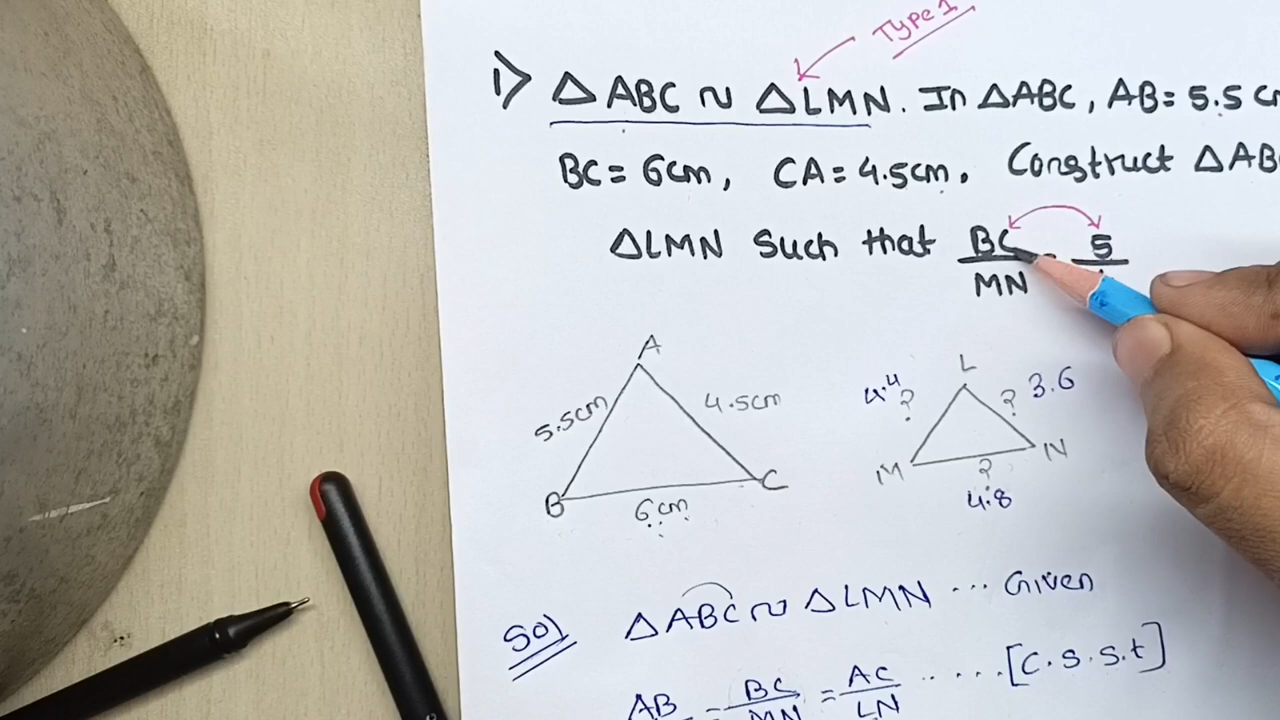 Type 1
1) △ ABC ~ △LMN. In △ABC, AB = 5.5
BC = 6cm, CA = 4.5cm. Construct
△LMN Such that BC/MN 5
A
5.5cm
4.5cm
B
6cm
C
L
4.4
?
?
3.6
M
?
N
4.8
Sol △ABC ~ △LMN ... Given
AB = BC/MN = AC/LN ..... [C.S.S.t]